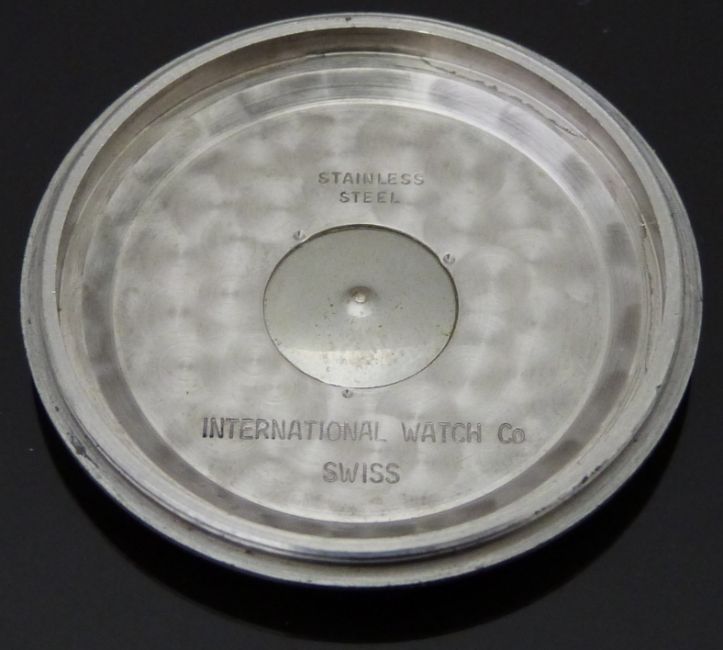 STAINLESS
STEEL
INTERNATIONAL WATCH Co
SWISS